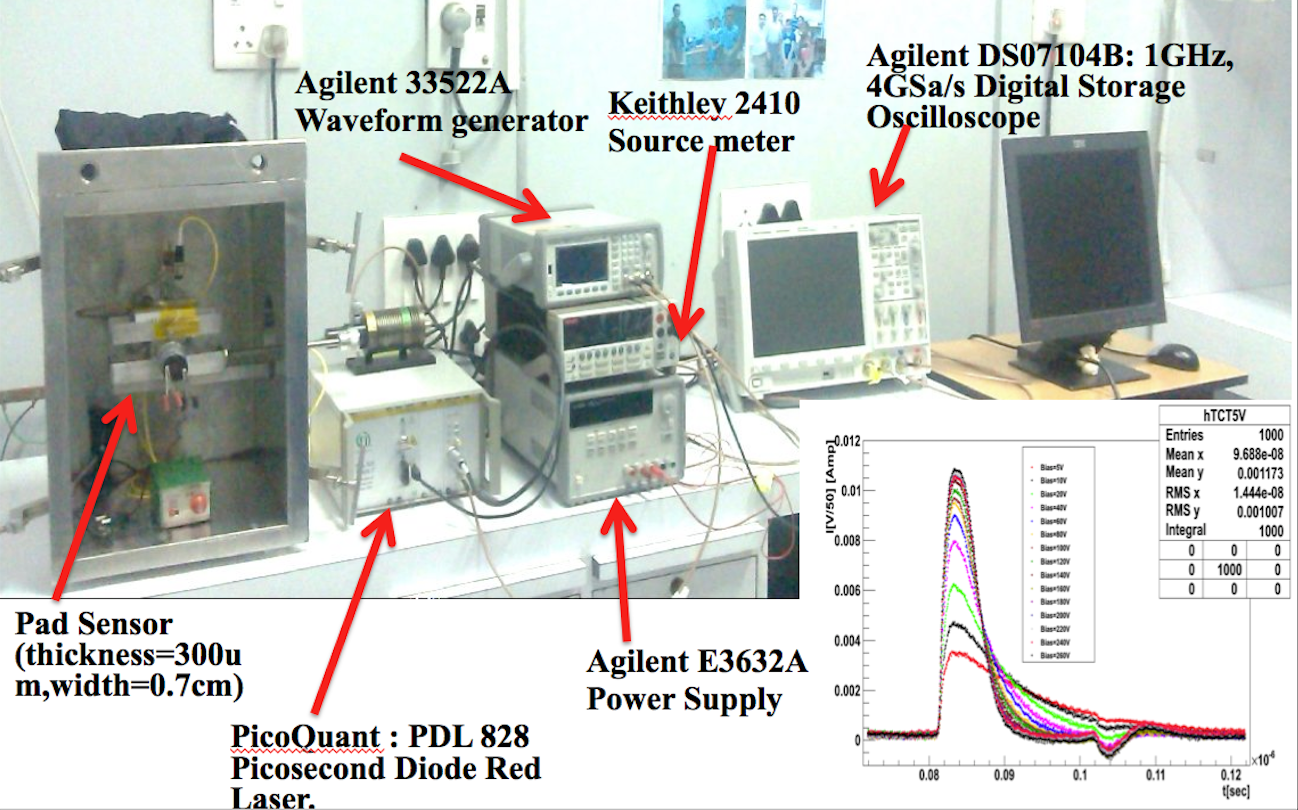 Agilent 33522A
Waveform generator
Keithley 2410
Source meter
Agilent DS07104B: 1GHz,
4GSa/s Digital Storage
Oscilloscope
Pad Sensor
(thickness=300u
m,width=0.7cm)
PicoQuant : PDL 828
Picosecond Diode Red
Laser.
Agilent E3632A
Power Supply
I[V/50] [Amp]
0.012
0.01
0.008
0.006
0.004
0.002
0
0.08 0.09 0.1 0.11 0.12
×10-6
t[sec]
Bias=5V
Bias=10V
Bias=20V
Bias=40V
Bias=60V
Bias=80V
Bias=100V
Bias=120V
Bias=140V
Bias=160V
Bias=180V
Bias=200V
Bias=220V
Bias=240V
Bias=260V
hTCT5V
Entries 1000
Mean x 9.688e-08
Mean y 0.001173
RMS x 1.444e-08
RMS y 0.001007
Integral 1000
0 0 0
0 1000 0
0 0 0